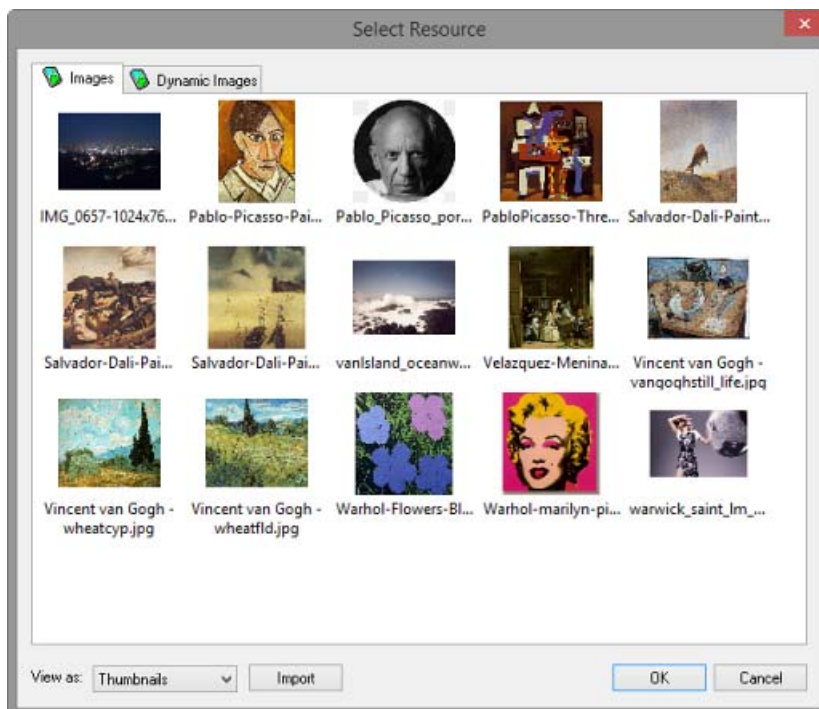 Select Resource
Images
Dynamic Images
IMG_0657-1024x76...
Pablo-Picasso-Pai...
Pablo_Picasso_por...
PabloPicasso-Thre...
Salvador-Dali-Paint...
Salvador-Dali-Pai...
Salvador-Dali-Pai...
vanIsland_oceanw...
Velazquez-Menina...
Vincent van Gogh -
vangoghstill_life.jpg
Vincent van Gogh -
wheatcyp.jpg
Vincent van Gogh -
wheatfld.jpg
Warhol-Flowers-Bl...
Warhol-marilyn-pi...
warwick_saint_lm_...
View as:
Thumbnails
Import
OK
Cancel